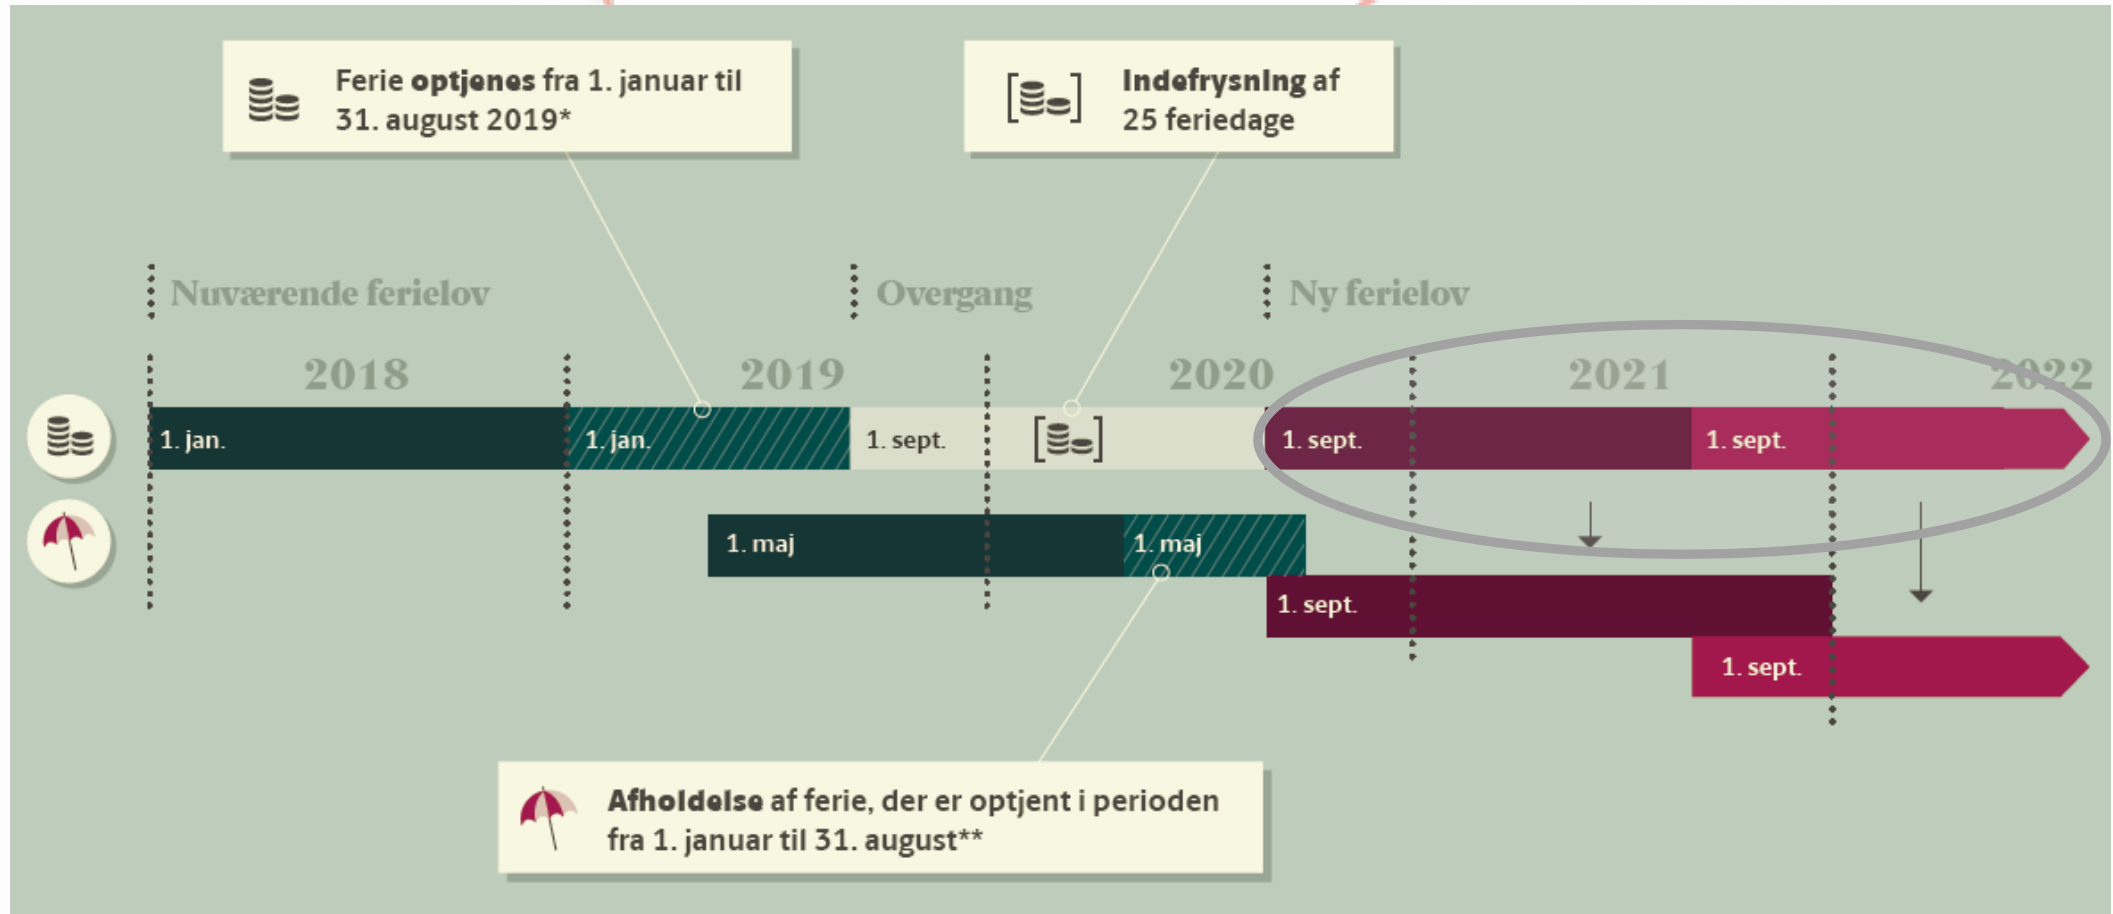 Ferie optjenes fra 1. januar til
31. august 2019*
Indefrysning af
25 feriedage
Nuværende ferielov
Overgang
Ny ferielov
2018
2019
2020
2021
2022
1. jan.
1. jan.
1. sept.
1. sept.
1. sept.
1. maj
1. maj
1. sept.
1. sept.
Afholdelse af ferie, der er optjent i perioden
fra 1. januar til 31. august**